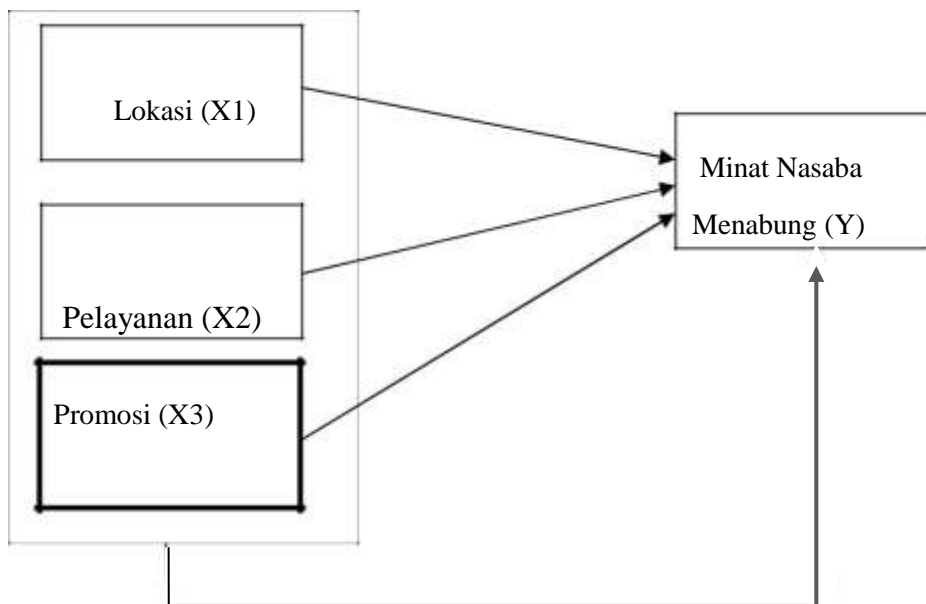 Lokasi (X1)
Minat Nasaba
Menabung (Y)
Pelayanan (X2)
Promosi (X3)